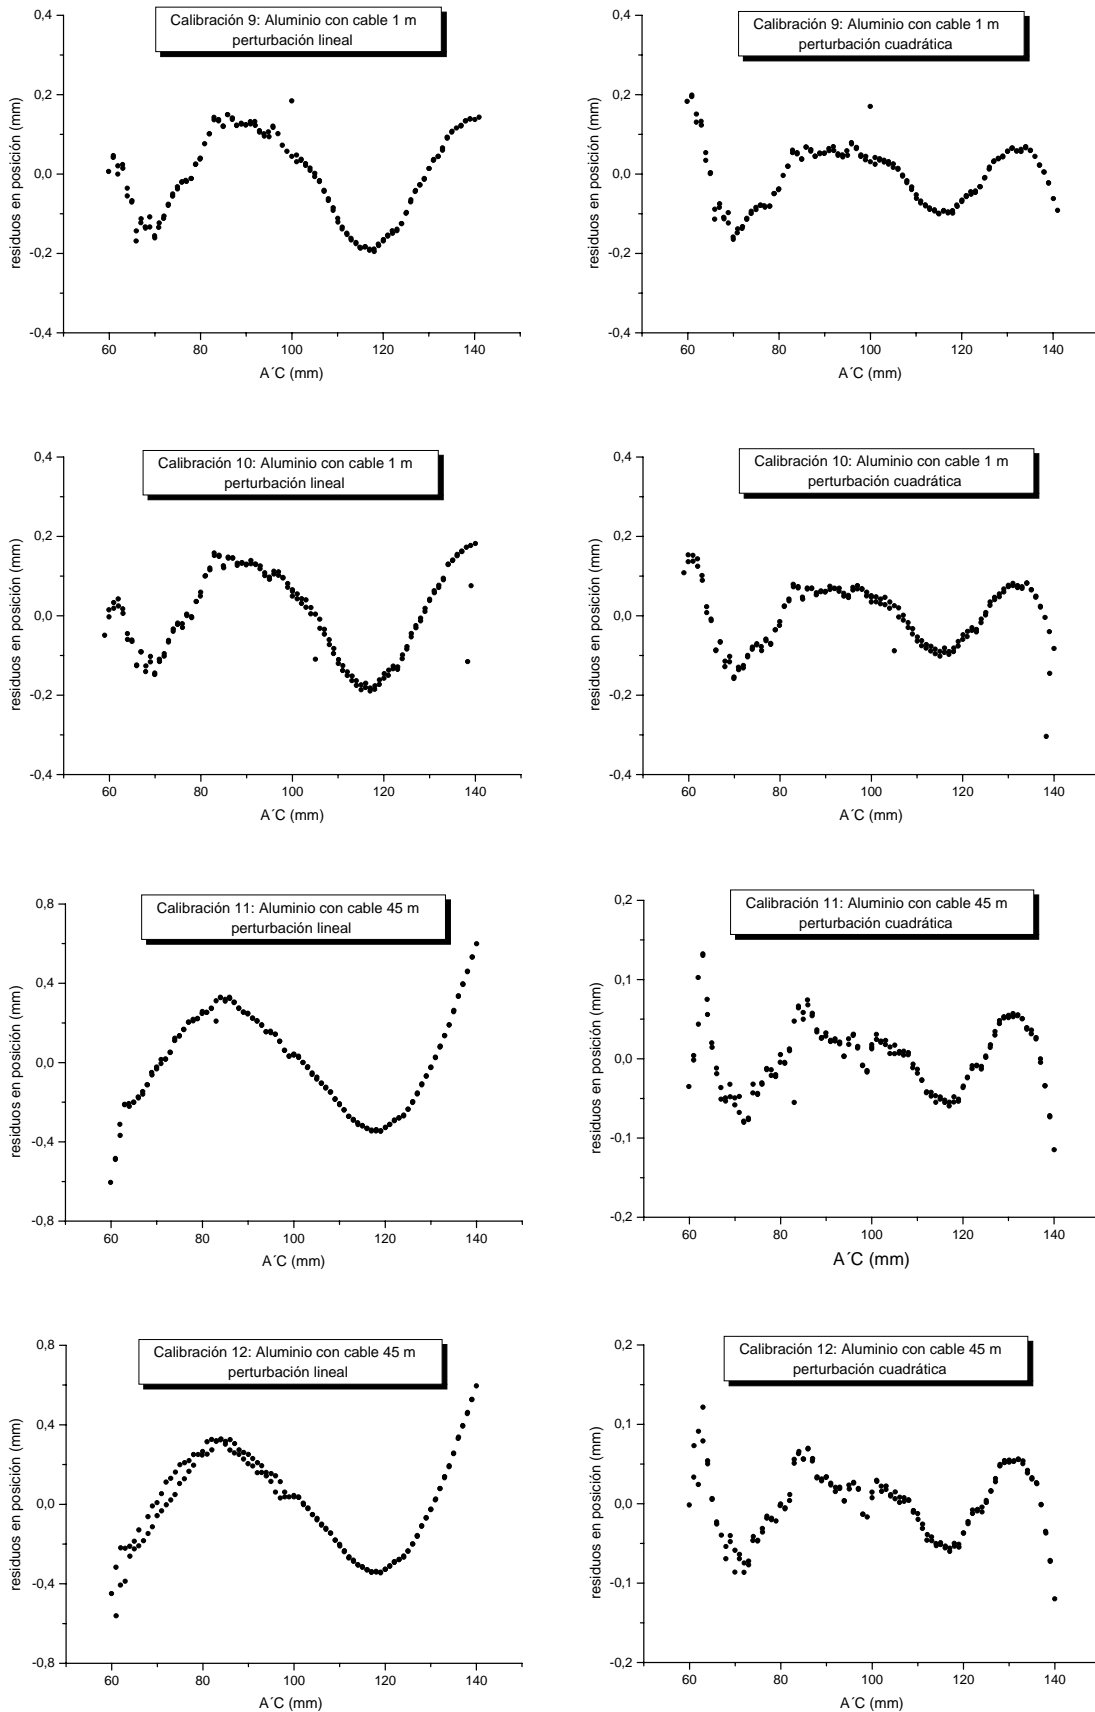 Calibración 9: Aluminio con cable 1 m
perturbación lineal
0,4
0,2
0,0
-0,2
-0,4
residuos en posición (mm)
60 80 100 120 140
A´C (mm)
Calibración 9: Aluminio con cable 1 m
perturbación cuadrática
0,4
0,2
0,0
-0,2
-0,4
residuos en posición (mm)
60 80 100 120 140
A´C (mm)
Calibración 10: Aluminio con cable 1 m
perturbación lineal
0,4
0,2
0,0
-0,2
-0,4
residuos en posición (mm)
60 80 100 120 140
A´C (mm)
Calibración 10: Aluminio con cable 1 m
perturbación cuadrática
0,4
0,2
0,0
-0,2
-0,4
residuos en posición (mm)
60 80 100 120 140
A´C (mm)
Calibración 11: Aluminio con cable 45 m
perturbación lineal
0,8
0,4
0,0
-0,4
-0,8
residuos en posición (mm)
60 80 100 120 140
A´C (mm)
Calibración 11: Aluminio con cable 45 m
perturbación cuadrática
0,2
0,1
0,0
-0,1
-0,2
residuos en posición (mm)
60 80 100 120 140
A´C (mm)
Calibración 12: Aluminio con cable 45 m
perturbación lineal
0,8
0,4
0,0
-0,4
-0,8
residuos en posición (mm)
60 80 100 120 140
A´C (mm)
Calibración 12: Aluminio con cable 45 m
perturbación cuadrática
0,2
0,1
0,0
-0,1
-0,2
residuos en posición (mm)
60 80 100 120 140
A´C (mm)